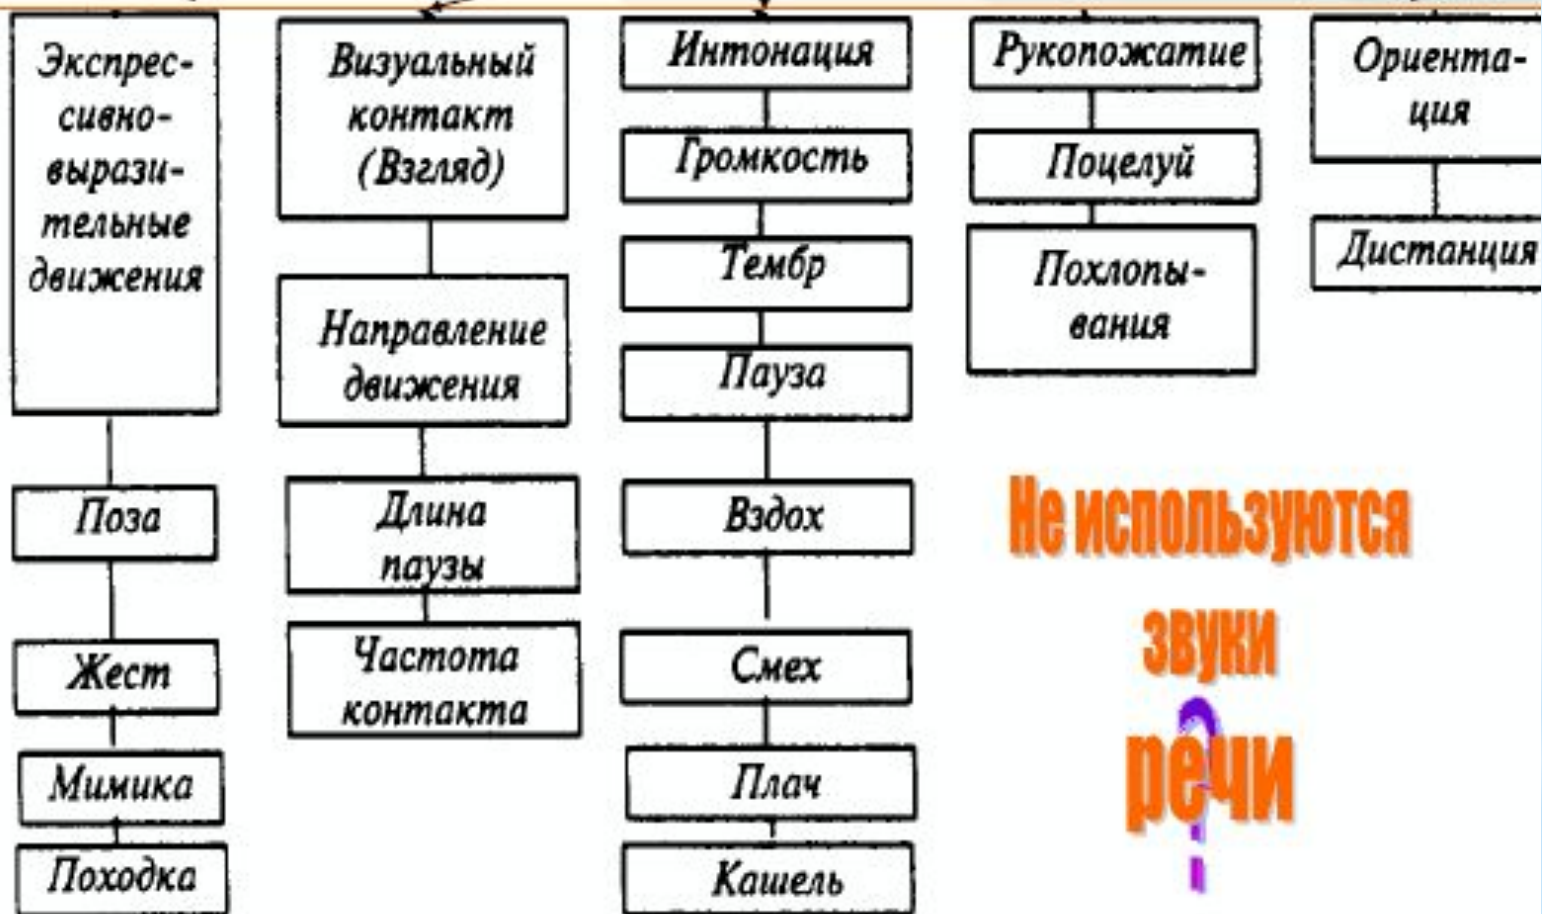 Экспрес-
сивно-
вырази-
тельные
движения
Поза
Жест
Мимика
Походка
Визуальный
контакт
(Взгляд)
Направление
движения
Длина
паузы
Частота
контакта
Интонация
Громкость
Тембр
Пауза
Вздох
Смех
Плач
Кашель
Рукопожатие
Поцелуй
Похлопы-
вания
Ориента-
ция
Дистанция
Не используются
звуки
речи
?